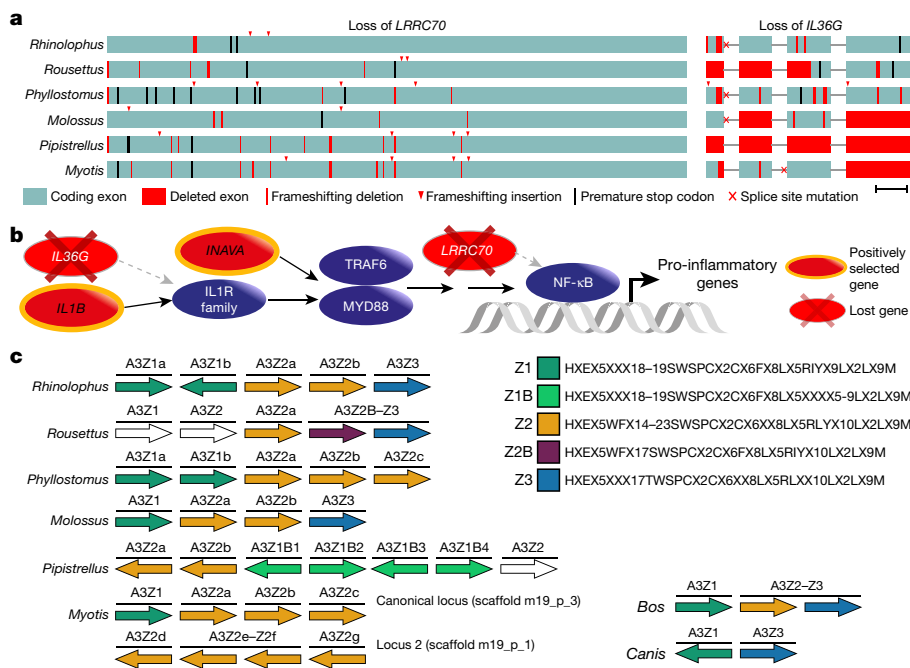 a
Loss of LRRC70
Loss of IL36G
Rhinolophus
Rousettus
Phyllostomus
Molossus
Pipistrellus
Myotis
Coding exon
Deleted exon
Frameshifting deletion
Frameshifting insertion
Premature stop codon
Splice site mutation
b
IL36G
INAVA
LRRC70
TRAF6
IL1B
IL1R family
MYD88
NF-κB
Pro-inflammatory
genes
Positively
selected
gene
Lost gene
c
A3Z1a A3Z1b A3Z2a A3Z2b A3Z3
Rhinolophus
A3Z1 A3Z2 A3Z2a A3Z2B–Z3
Rousettus
A3Z1a A3Z1b A3Z2a A3Z2b A3Z2c
Phyllostomus
A3Z1 A3Z2a A3Z2b A3Z3
Molossus
A3Z2a A3Z2b A3Z1B1 A3Z1B2 A3Z1B3 A3Z1B4 A3Z2
Pipistrellus
A3Z1 A3Z2a A3Z2b A3Z2c
Myotis
Canonical locus (scaffold m19_p_3)
A3Z2d A3Z2e–Z2f A3Z2g
Locus 2 (scaffold m19_p_1)
Z1 HXEX5XXX18–19SWSPCX2CX6FX8LX5RIYX9LX2LX9M
Z1B HXEX5XXX18–19SWSPCX2CX6FX8LX5XXXX5-9LX2LX9M
Z2 HXEX5WFX14–23SWSPCX2CX6XX8LX5RLYX10LX2LX9M
Z2B HXEX5WFX17SWSPCX2CX6FX8LX5RIYX10LX2LX9M
Z3 HXEX5XXX17TWSPCX2CX6XX8LX5RLXX10LX2LX9M
A3Z1 A3Z2–Z3
Bos
A3Z1 A3Z3
Canis